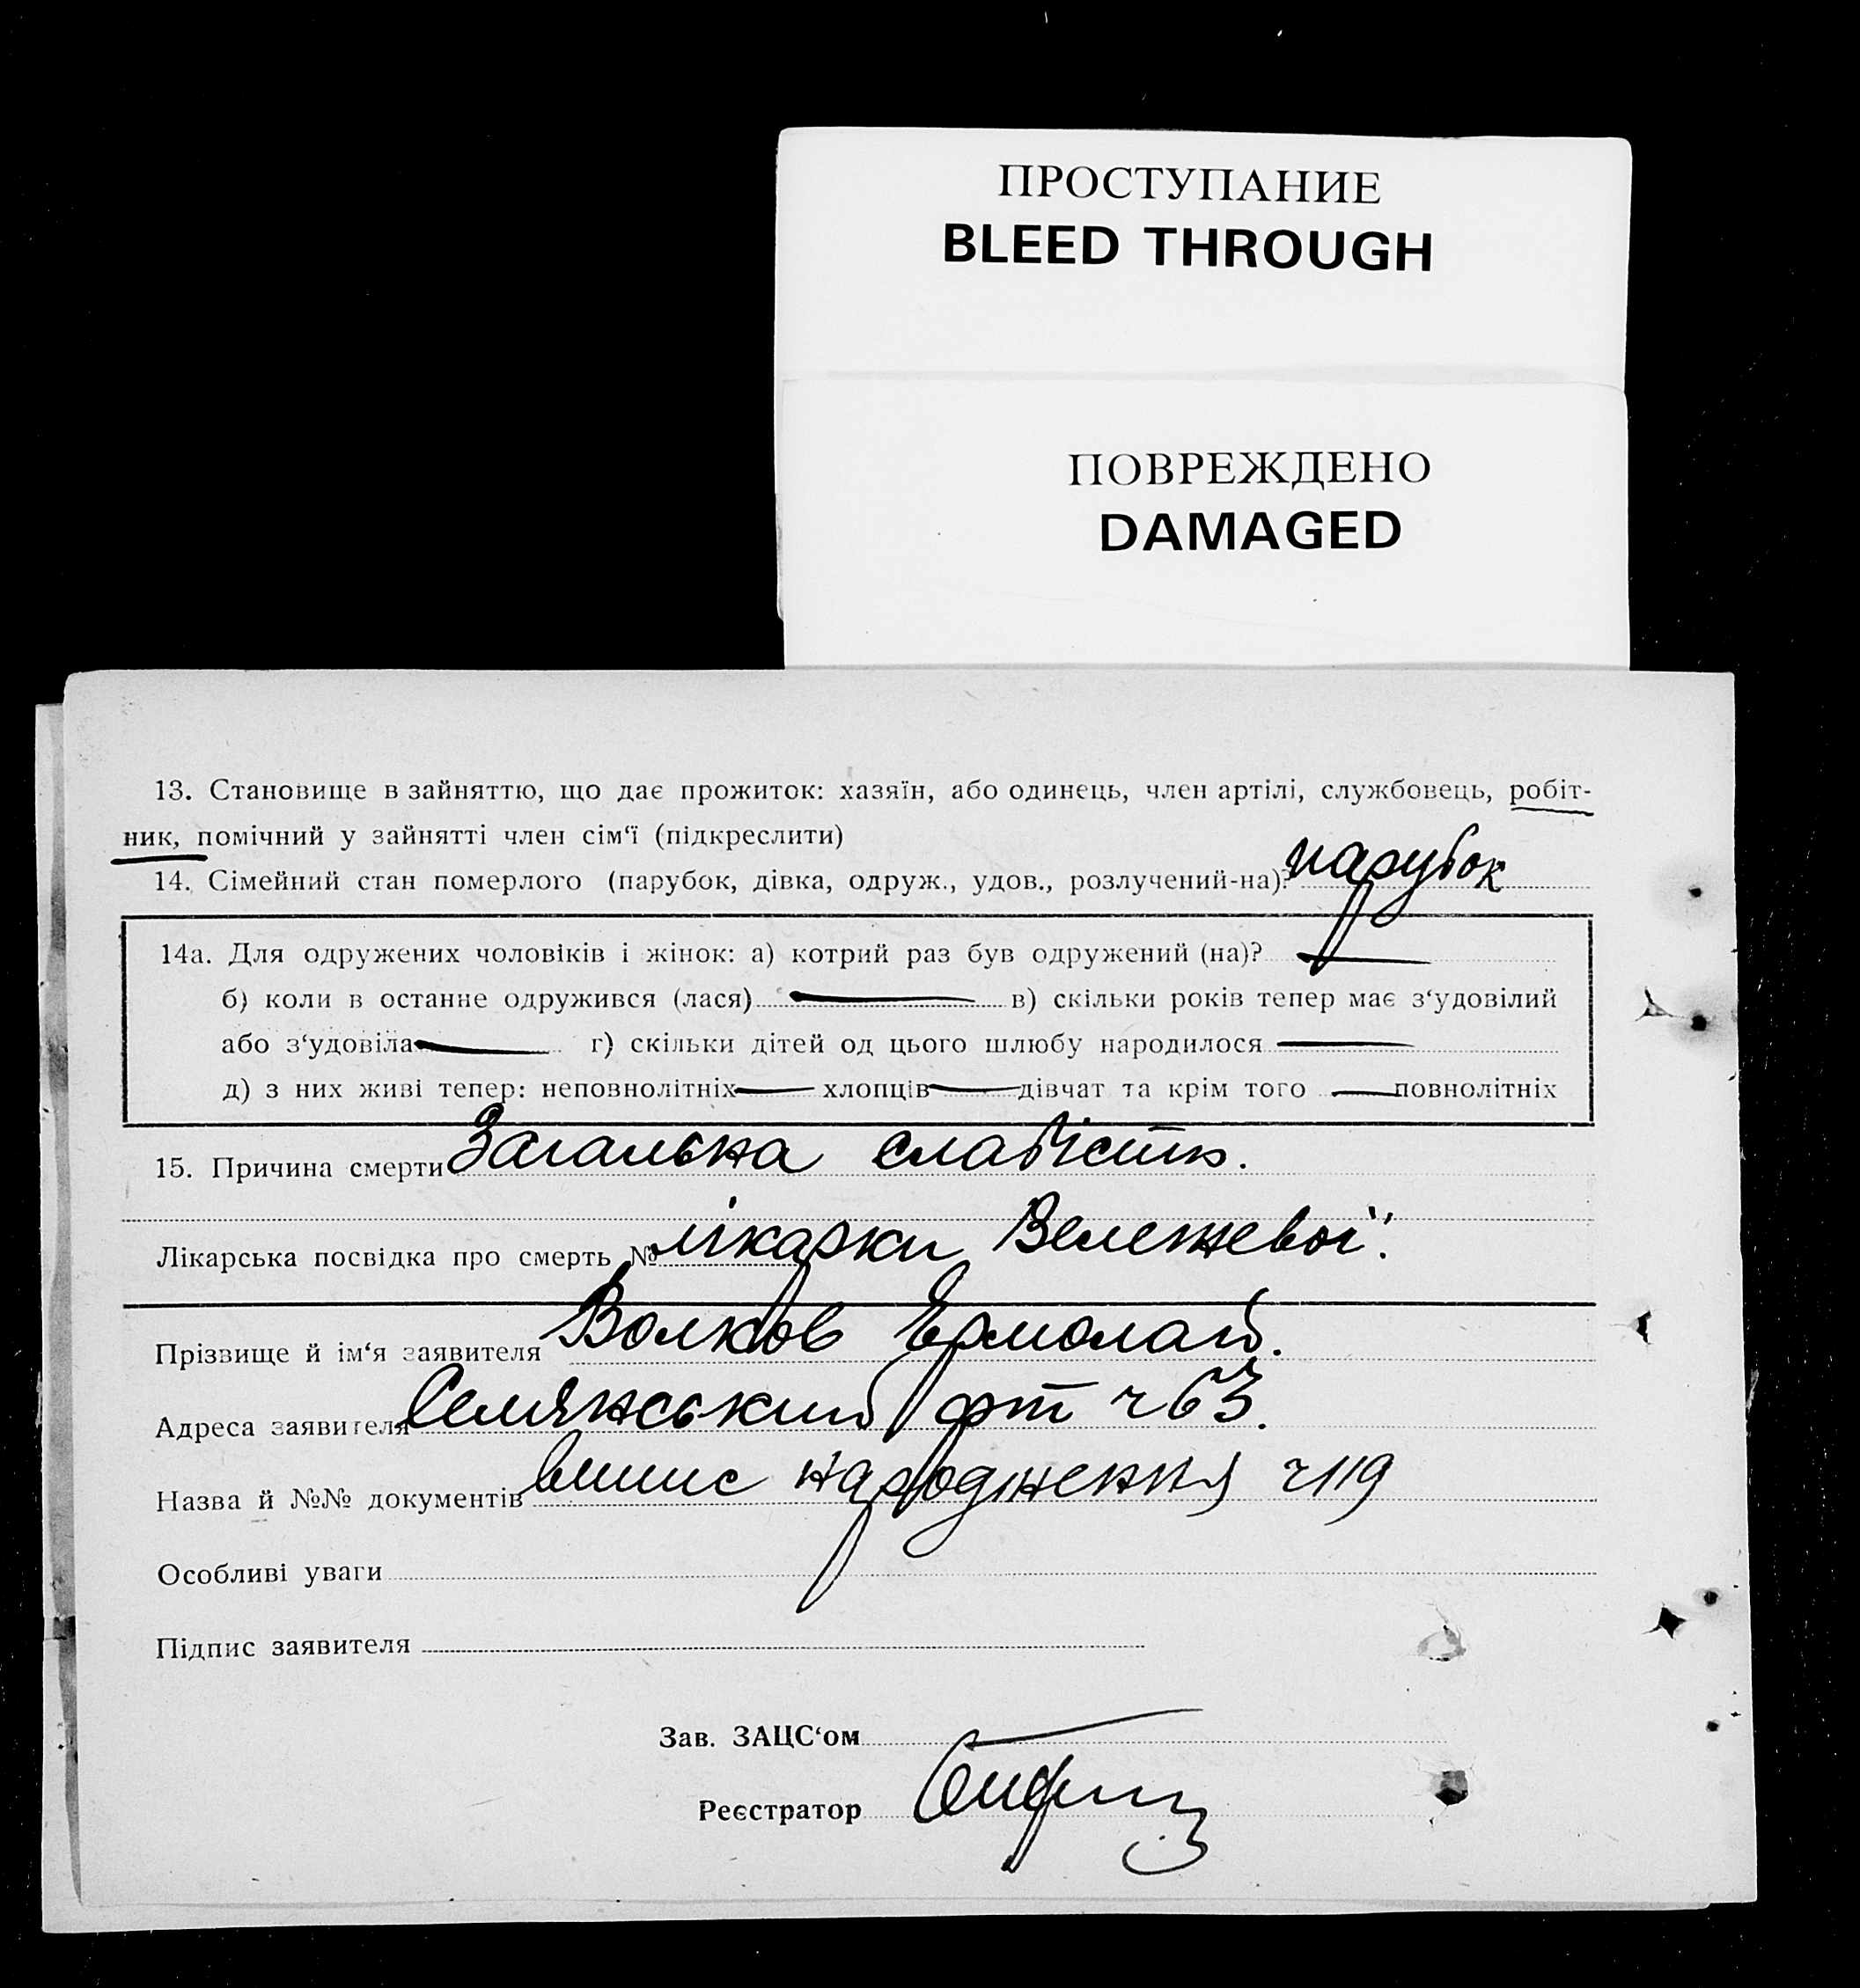 ПРОСТУПАНИЕ
BLEED THROUGH
ПОВРЕЖДЕНО
DAMAGED
13. Становище в зайняттю, що дає прожиток: хазяїн, або одинець, член артілі, службовець, робіт-
ник, помічний у зайнятті член сім‘ї (підкреслити)
14. Сімейний стан померлого (парубок, дівка, одруж., удов., розлучений-на)? парубок
14а. Для одружених чоловіків і жінок: а) котрий раз був одружений (на)? —
б) коли в останнє одружився (лася) — в) скільки років тепер має з‘удовілий
або з‘удовіла — г) скільки дітей од цього шлюбу народилося —
д) з них живі тепер: неповнолітніх — хлопців — дівчат та крім того — повнолітніх
15. Причина смерти Загальна слабість.
Лікарська посвідка про смерть № лікарки Вележевої.
Прізвище й ім‘я заявителя Волков Ермолай.
Адреса заявителя ч 63.
Назва й №№ документів народження ч 119
Особливі уваги
Підпис заявителя
Зав. ЗАЦС‘ом
Реєстратор